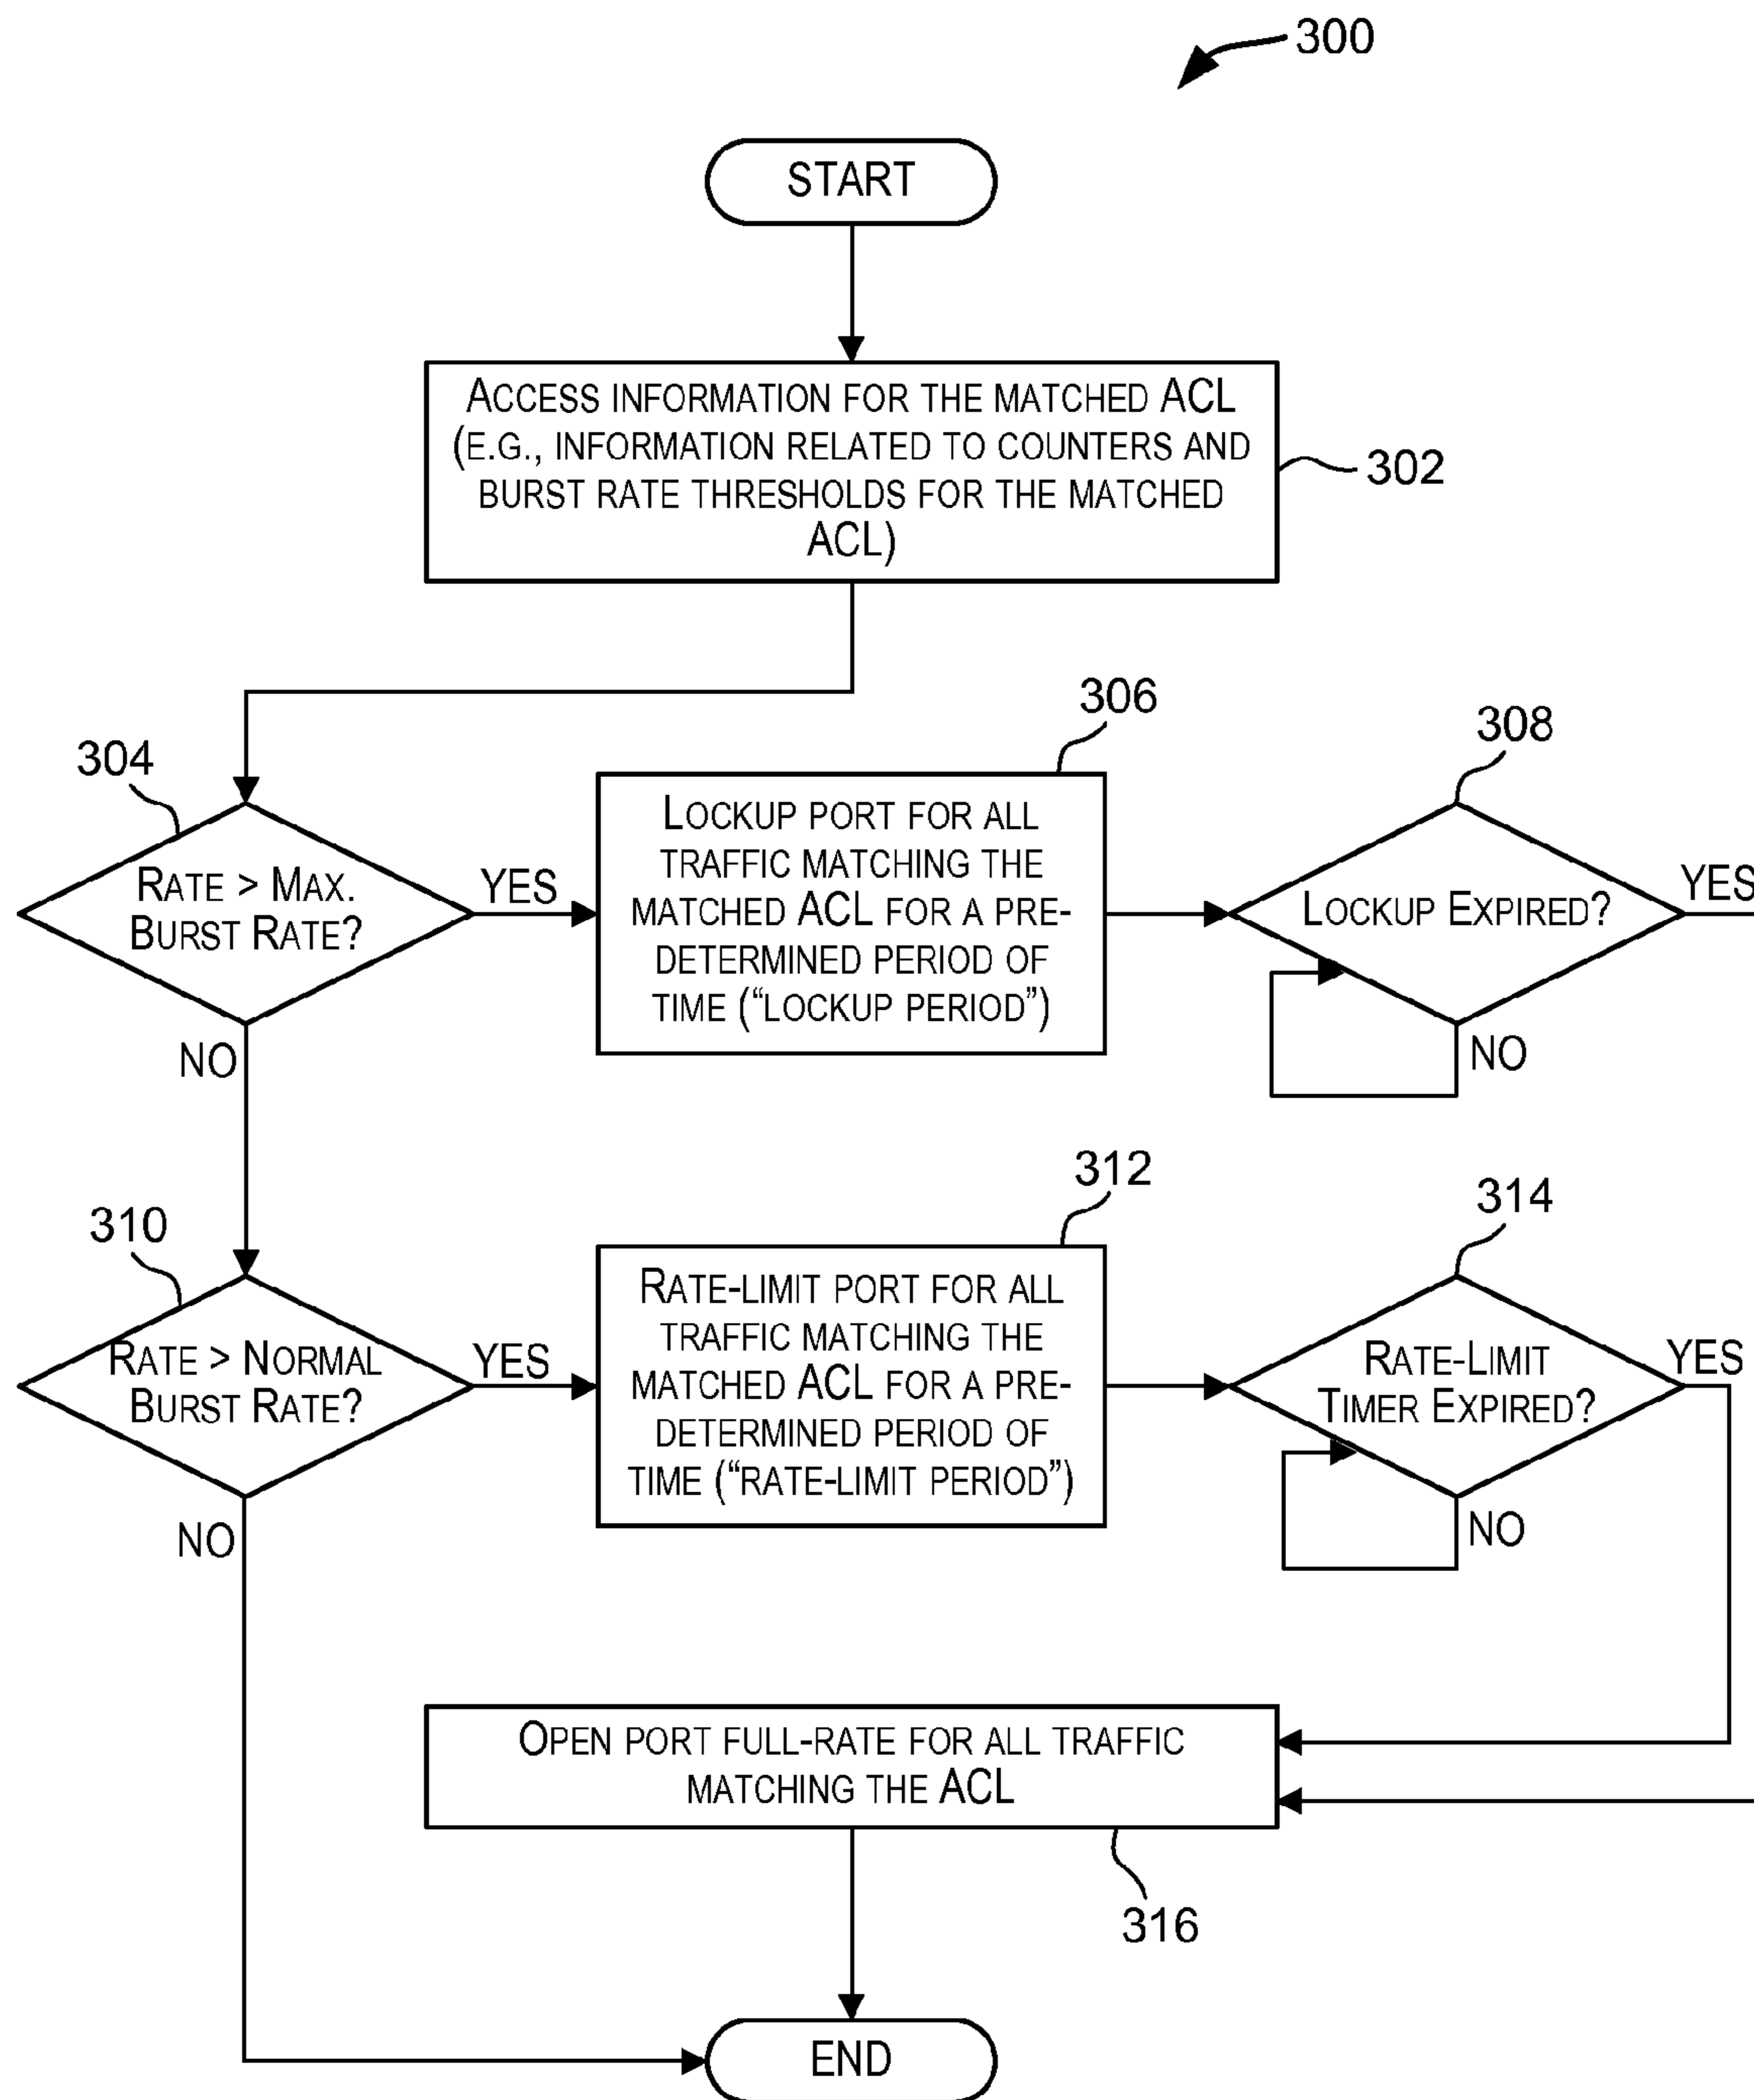 300
START
ACCESS INFORMATION FOR THE MATCHED ACL
(E.G., INFORMATION RELATED TO COUNTERS AND
BURST RATE THRESHOLDS FOR THE MATCHED
ACL)
302
304
RATE > MAX.
BURST RATE?
YES
NO
306
LOCKUP PORT FOR ALL
TRAFFIC MATCHING THE
MATCHED ACL FOR A PRE-
DETERMINED PERIOD OF
TIME (“LOCKUP PERIOD”)
308
LOCKUP EXPIRED?
YES
NO
310
RATE > NORMAL
BURST RATE?
YES
NO
312
RATE-LIMIT PORT FOR ALL
TRAFFIC MATCHING THE
MATCHED ACL FOR A PRE-
DETERMINED PERIOD OF
TIME (“RATE-LIMIT PERIOD”)
314
RATE-LIMIT
TIMER EXPIRED?
YES
NO
OPEN PORT FULL-RATE FOR ALL TRAFFIC
MATCHING THE ACL
316
END